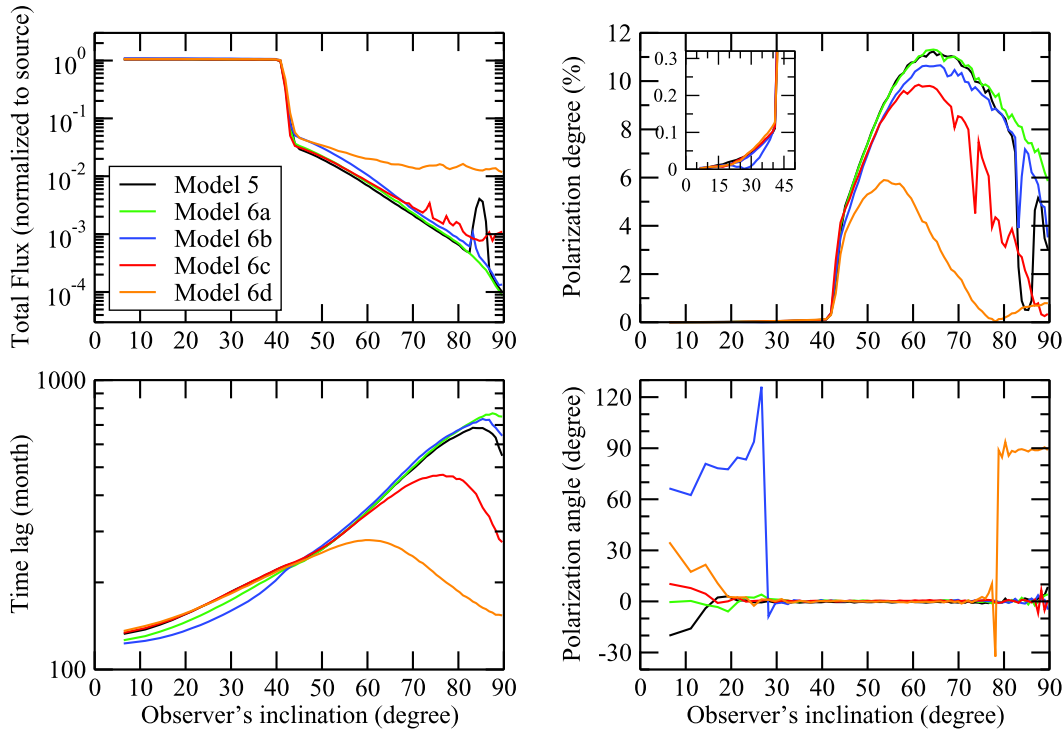 Total Flux (normalized to source)
10⁰
10⁻¹
10⁻²
10⁻³
10⁻⁴
Model 5
Model 6a
Model 6b
Model 6c
Model 6d
0 10 20 30 40 50 60 70 80 90
Polarization degree (%)
12
10
8
6
4
2
0
0.3
0.2
0.1
0
0 15 30 45
0 10 20 30 40 50 60 70 80 90
Time lag (month)
1000
100
0 10 20 30 40 50 60 70 80 90
Observer's inclination (degree)
Polarization angle (degree)
120
90
60
30
0
-30
0 10 20 30 40 50 60 70 80 90
Observer's inclination (degree)